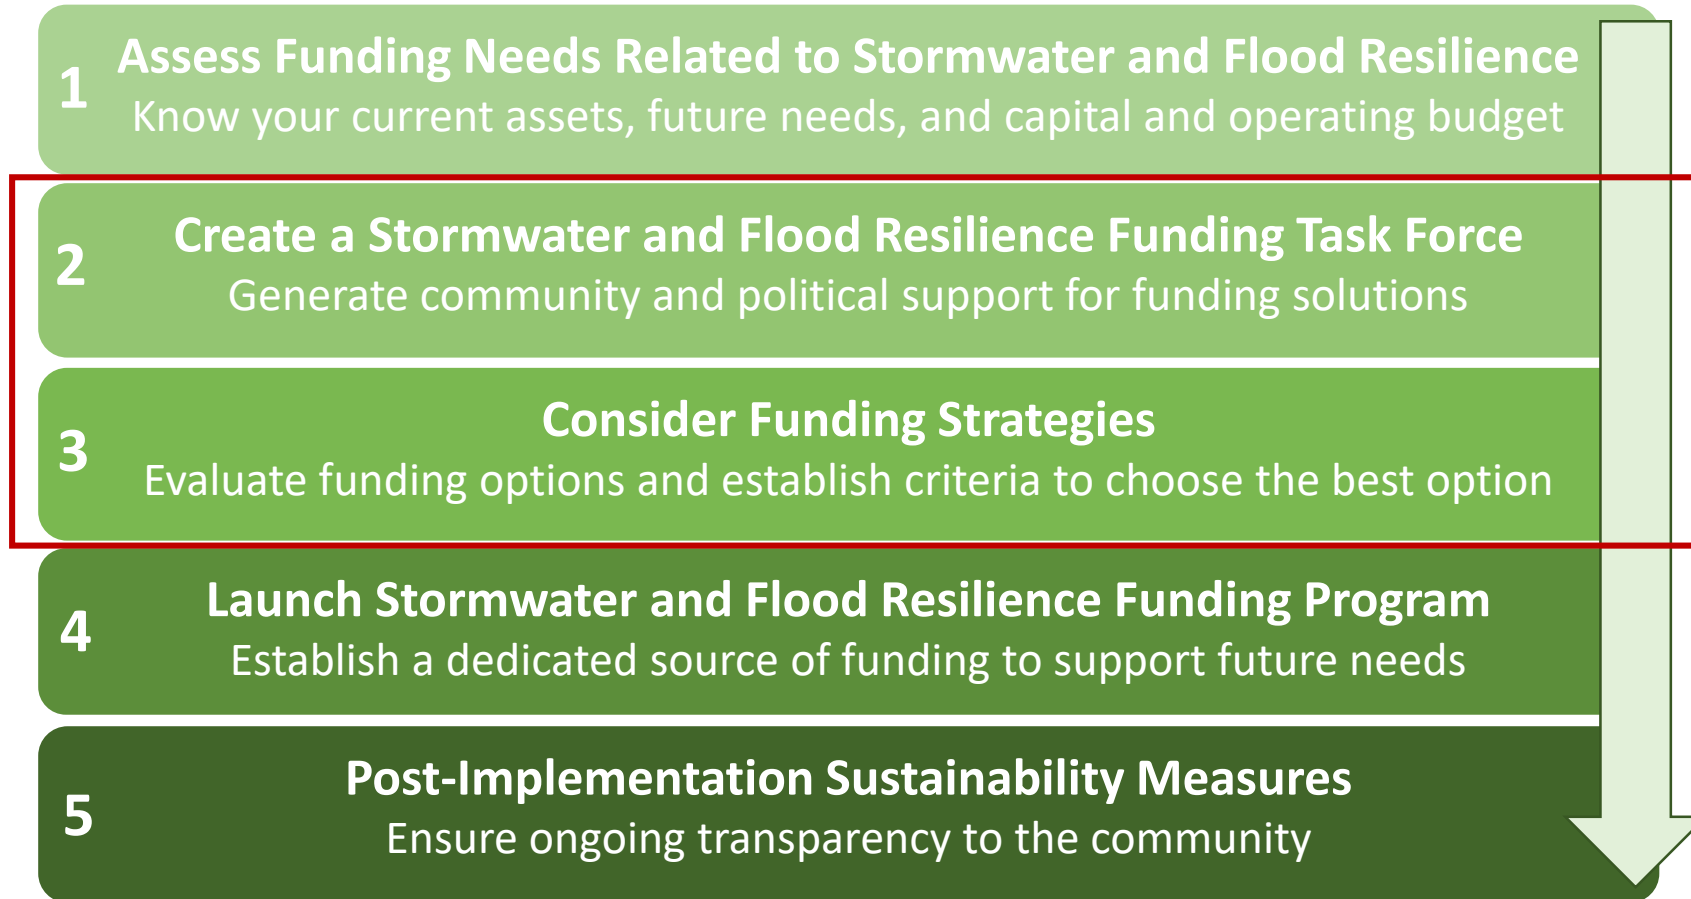 1
Assess Funding Needs Related to Stormwater and Flood Resilience
Know your current assets, future needs, and capital and operating budget
2
Create a Stormwater and Flood Resilience Funding Task Force
Generate community and political support for funding solutions
3
Consider Funding Strategies
Evaluate funding options and establish criteria to choose the best option
4
Launch Stormwater and Flood Resilience Funding Program
Establish a dedicated source of funding to support future needs
5
Post-Implementation Sustainability Measures
Ensure ongoing transparency to the community